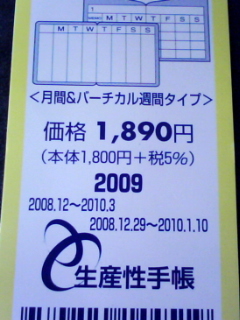 1
M T W T F S S
M T W T F S S
<月間&バーチカル週間タイプ>
価格 1,890円
(本体1,800円+税5%)
2009
2008.12~2010.3
2008.12.29~2010.1.10
生産性手帳